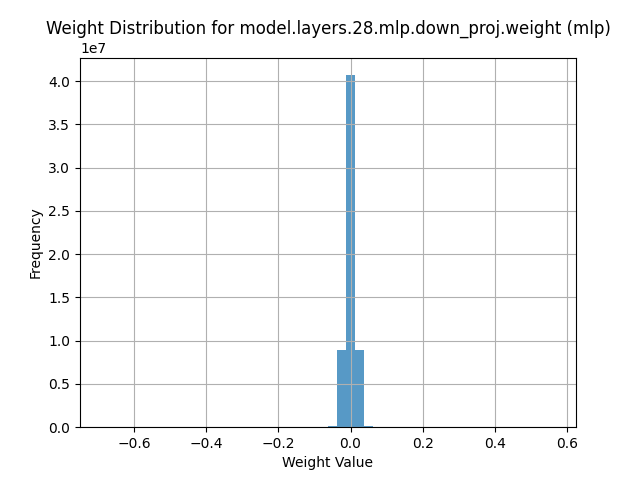 Weight Distribution for model.layers.28.mlp.down_proj.weight (mlp)
1e7
4.0
3.5
3.0
2.5
2.0
1.5
1.0
0.5
0.0
Frequency
−0.6 −0.4 −0.2 0.0 0.2 0.4 0.6
Weight Value